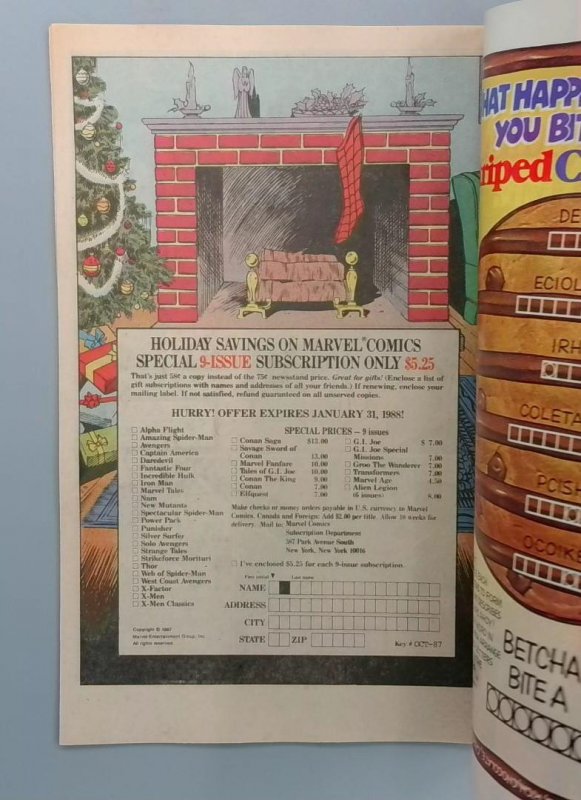 HOLIDAY SAVINGS ON MARVEL® COMICS
SPECIAL 9-ISSUE SUBSCRIPTION ONLY $5.25
That's just 58¢ a copy instead of the 75¢ newsstand price. Great for gifts! (Enclose a list of
gift subscriptions with names and addresses of all your friends.) If renewing, enclose your
mailing label. If not satisfied, refund guaranteed on all unserved copies.
HURRY! OFFER EXPIRES JANUARY 31, 1988!
Alpha Flight
Amazing Spider-Man
Avengers
Captain America
Daredevil
Fantastic Four
Incredible Hulk
Iron Man
Marvel Tales
Nam
New Mutants
Spectacular Spider-Man
Power Pack
Punisher
Silver Surfer
Solo Avengers
Strange Tales
Strikeforce Morituri
Thor
Web of Spider-Man
West Coast Avengers
X-Factor
X-Men
X-Men Classics
SPECIAL PRICES — 9 issues
Conan Saga $13.00
Savage Sword of
Conan 13.00
Marvel Fanfare 10.00
Tales of G.I. Joe 10.00
Conan The King 9.00
Conan 7.00
Elfquest 7.00
G.I. Joe $ 7.00
G.I. Joe Special
Missions 7.00
Groo The Wanderer 7.00
Transformers 7.00
Marvel Age 4.50
Alien Legion
(6 issues) 8.00
Make checks or money orders payable in U.S. currency to Marvel
Comics. Canada and Foreign: Add $2.00 per title. Allow 10 weeks for
delivery. Mail to: Marvel Comics
Subscription Department
387 Park Avenue South
New York, New York 10016
I've enclosed $5.25 for each 9-issue subscription.
First initial Last name
NAME
ADDRESS
CITY
STATE ZIP
Key # OCT-87
Copyright © 1987
Marvel Entertainment Group, Inc.
All rights reserved.
HAT HAPP
YOU BI
riped C
DE
ECIOL
IRH
COLETA
PCISP
OCOIK
BETCHA
BITE A